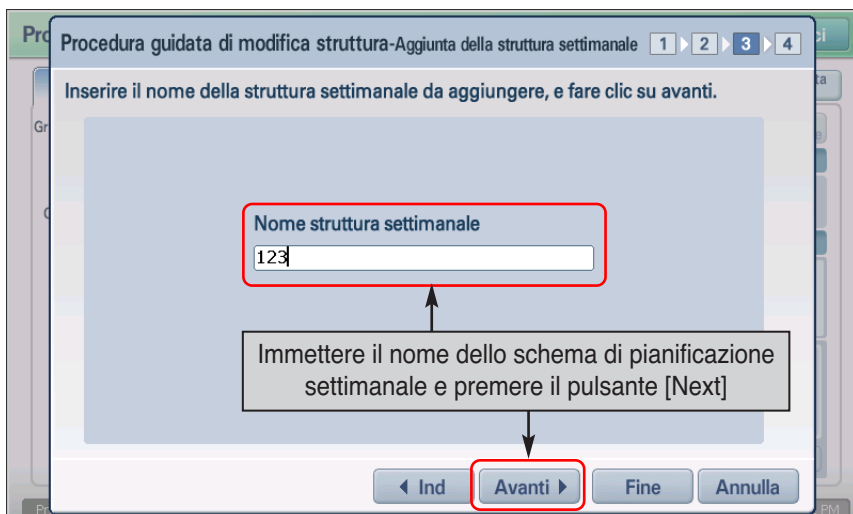 Procedura guidata di modifica struttura-Aggiunta della struttura settimanale 1 2 3 4
Inserire il nome della struttura settimanale da aggiungere, e fare clic su avanti.
Nome struttura settimanale
123
Immettere il nome dello schema di pianificazione
settimanale e premere il pulsante [Next]
Ind Avanti Fine Annulla
PM